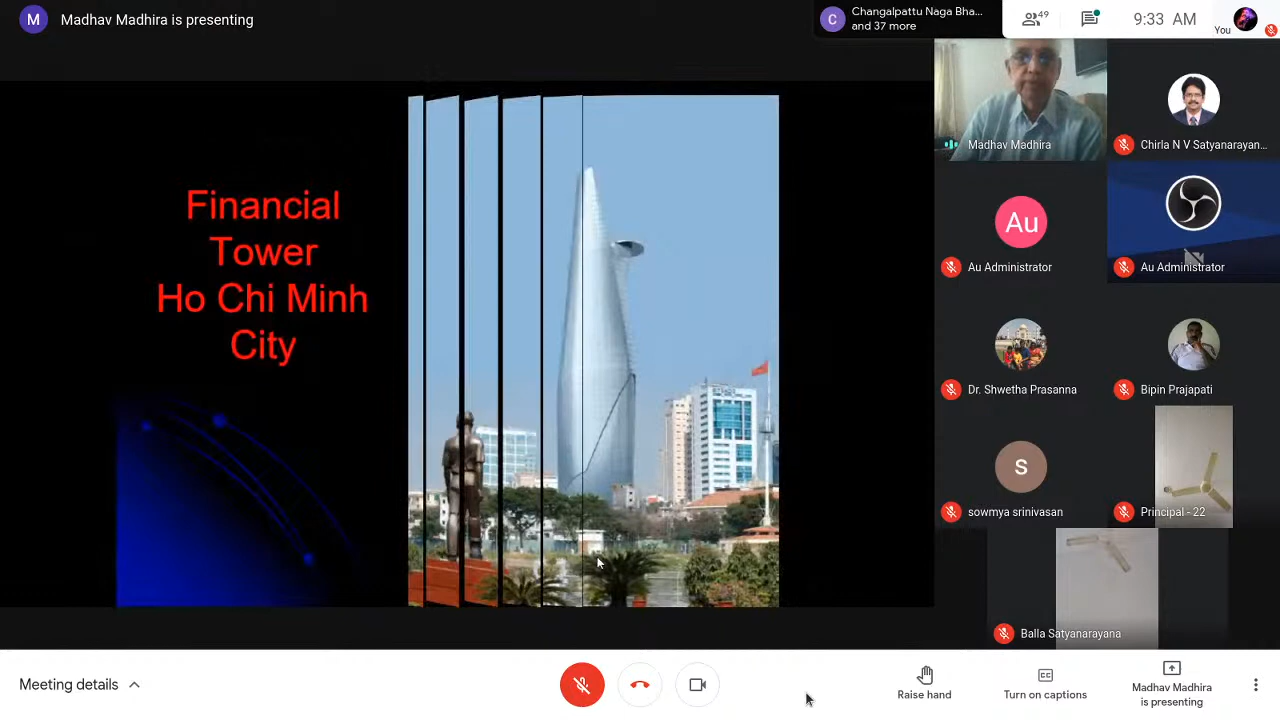 M
Madhav Madhira is presenting
C
Changalpattu Naga Bha...
and 37 more
49
9:33 AM
You
Madhav Madhira
Chirla N V Satyanarayan...
Au
Au Administrator
Au Administrator
Dr. Shwetha Prasanna
Bipin Prajapati
S
sowmya srinivasan
Principal - 22
Balla Satyanarayana
Financial
Tower
Ho Chi Minh
City
Meeting details
Raise hand
CC
Turn on captions
Madhav Madhira
is presenting